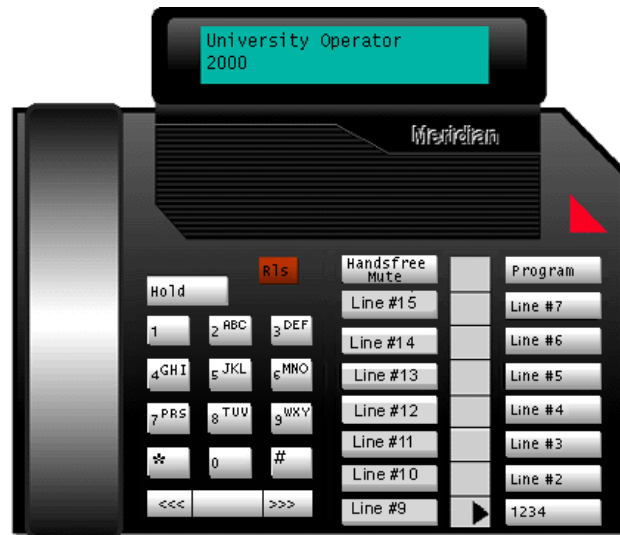 University Operator
2000
Meridian
Rls
Hold
1
2 ABC
3 DEF
4 GHI
5 JKL
6 MNO
7 PRS
8 TUV
9 WXY
*
0
#
<<<
>>>
Handsfree
Mute
Line #15
Line #14
Line #13
Line #12
Line #11
Line #10
Line #9
Program
Line #7
Line #6
Line #5
Line #4
Line #3
Line #2
1234